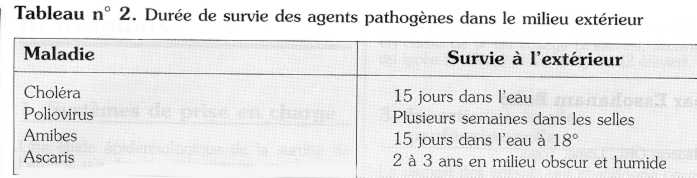 Tableau n° 2. Durée de survie des agents pathogènes dans le milieu extérieur
Maladie Survie à l'extérieur
Choléra 15 jours dans l'eau
Poliovirus Plusieurs semaines dans les selles
Amibes 15 jours dans l'eau à 18°
Ascaris 2 à 3 ans en milieu obscur et humide